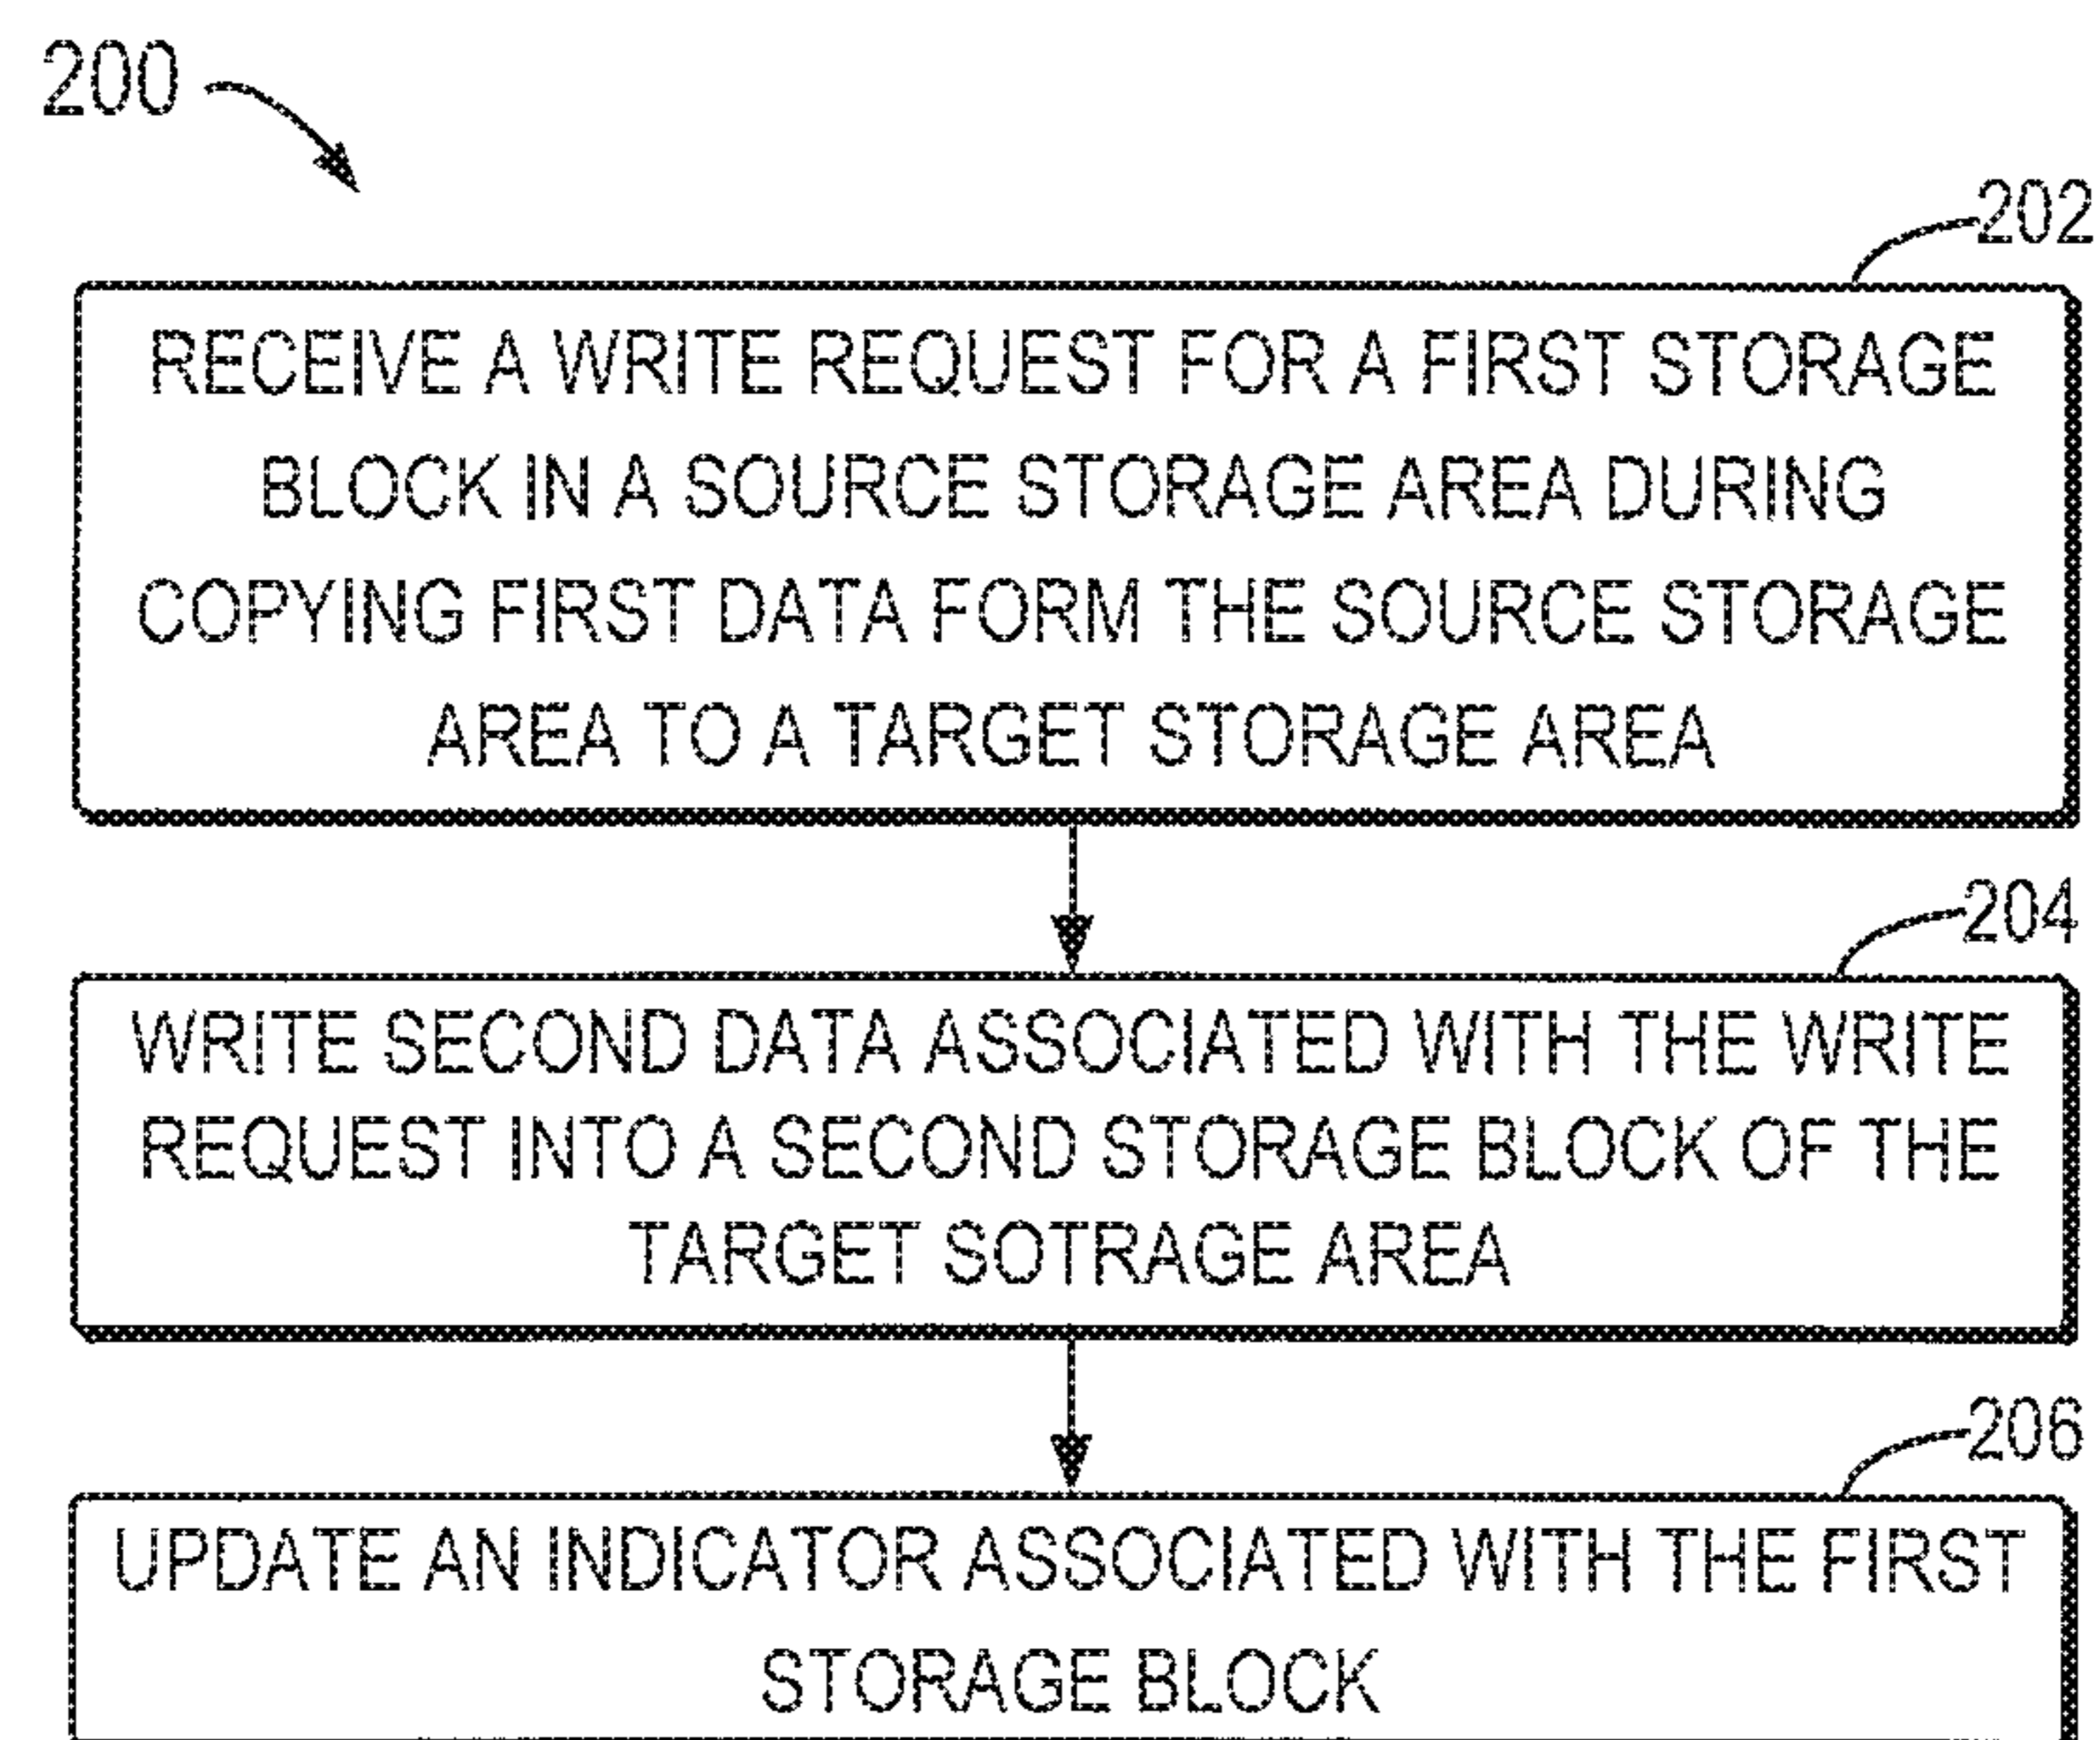 200
202
RECEIVE A WRITE REQUEST FOR A FIRST STORAGE
BLOCK IN A SOURCE STORAGE AREA DURING
COPYING FIRST DATA FORM THE SOURCE STORAGE
AREA TO A TARGET STORAGE AREA
204
WRITE SECOND DATA ASSOCIATED WITH THE WRITE
REQUEST INTO A SECOND STORAGE BLOCK OF THE
TARGET SOTRAGE AREA
206
UPDATE AN INDICATOR ASSOCIATED WITH THE FIRST
STORAGE BLOCK